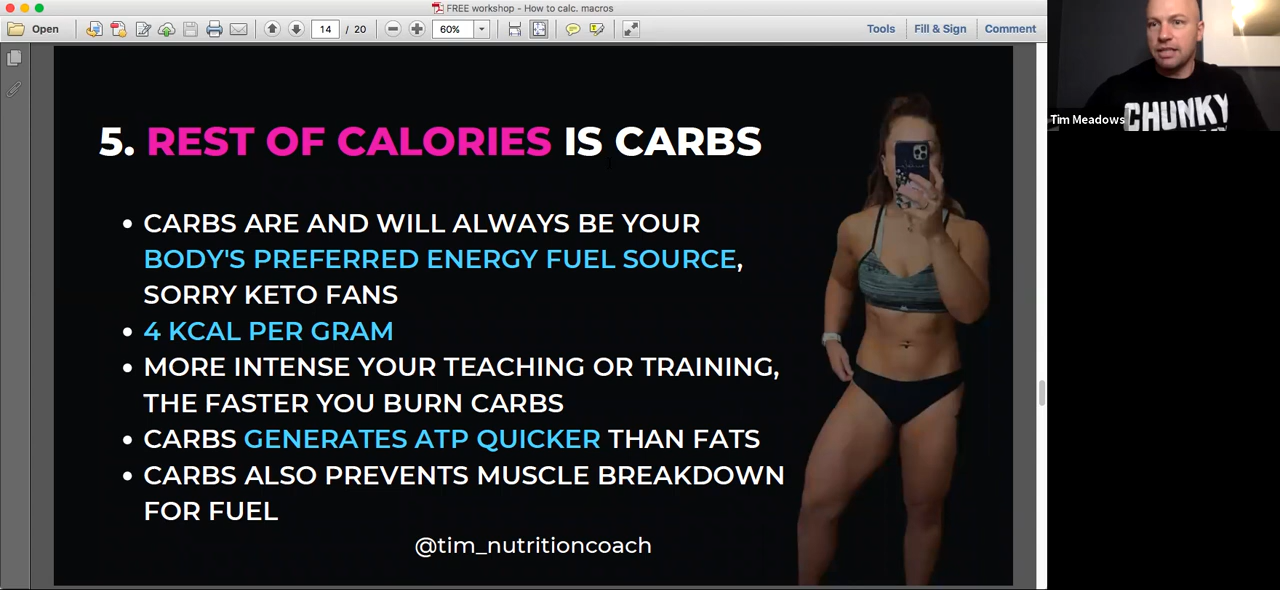 FREE workshop - How to calc. macros
Open
14 / 20
60%
Tools
Fill & Sign
Comment
Tim Meadows
CHUNKY
5. REST OF CALORIES IS CARBS
• CARBS ARE AND WILL ALWAYS BE YOUR
BODY'S PREFERRED ENERGY FUEL SOURCE,
SORRY KETO FANS
• 4 KCAL PER GRAM
• MORE INTENSE YOUR TEACHING OR TRAINING,
THE FASTER YOU BURN CARBS
• CARBS GENERATES ATP QUICKER THAN FATS
• CARBS ALSO PREVENTS MUSCLE BREAKDOWN
FOR FUEL
@tim_nutritioncoach